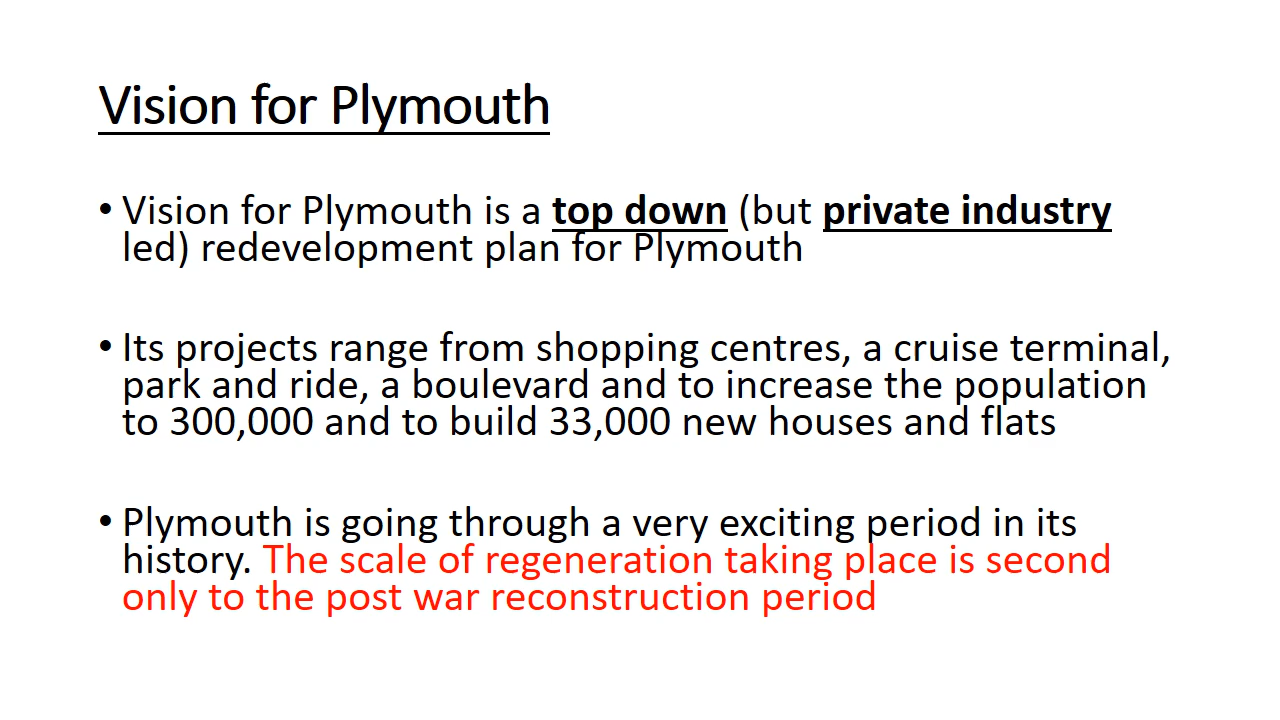 Vision for Plymouth
• Vision for Plymouth is a top down (but private industry
led) redevelopment plan for Plymouth
• Its projects range from shopping centres, a cruise terminal,
park and ride, a boulevard and to increase the population
to 300,000 and to build 33,000 new houses and flats
• Plymouth is going through a very exciting period in its
history. The scale of regeneration taking place is second
only to the post war reconstruction period